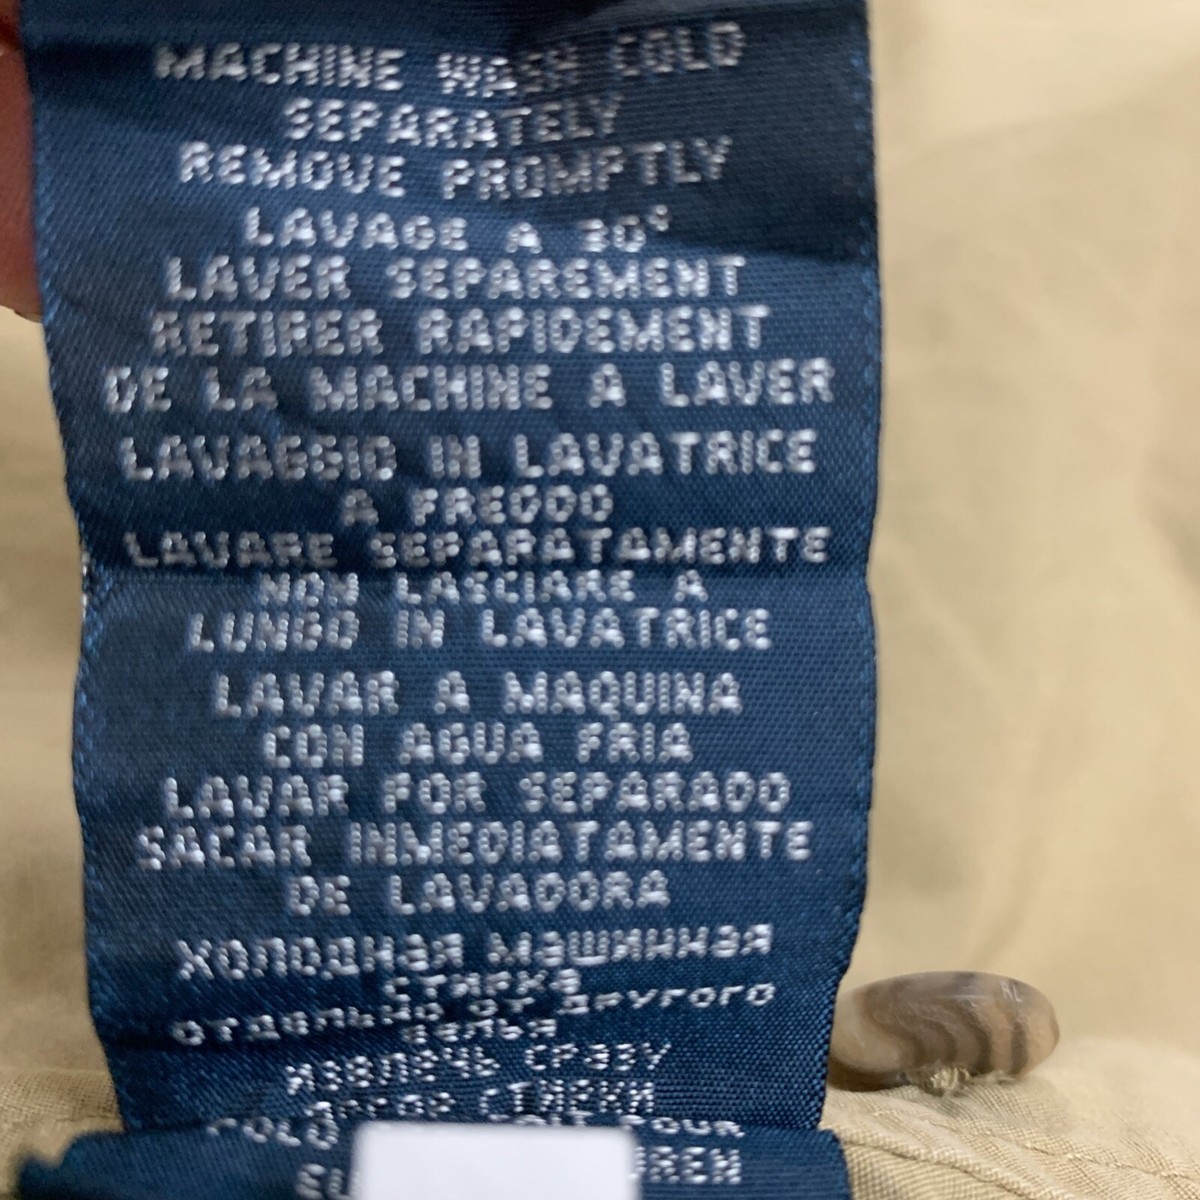 MACHINE WASH COLD
SEPARATELY
REMOVE PROMPTLY
LAVAGE A 30°
LAVER SEPAREMENT
RETIRER RAPIDEMENT
DE LA MACHINE A LAVER
LAVAGGIO IN LAVATRICE
A FREDDO
LAVARE SEPARATAMENTE
NON LASCIARE A
LUNGO IN LAVATRICE
LAVAR A MAQUINA
CON AGUA FRIA
LAVAR POR SEPARADO
SACAR INMEDIATAMENTE
DE LAVADORA
ХОЛОДНАЯ МАШИННАЯ
СТИРКА
ОТДЕЛЬНО ОТ ДРУГОГО
БЕЛЬЯ
ИЗВЛЕЧЬ СРАЗУ
ПОСЛЕ СТИРКИ